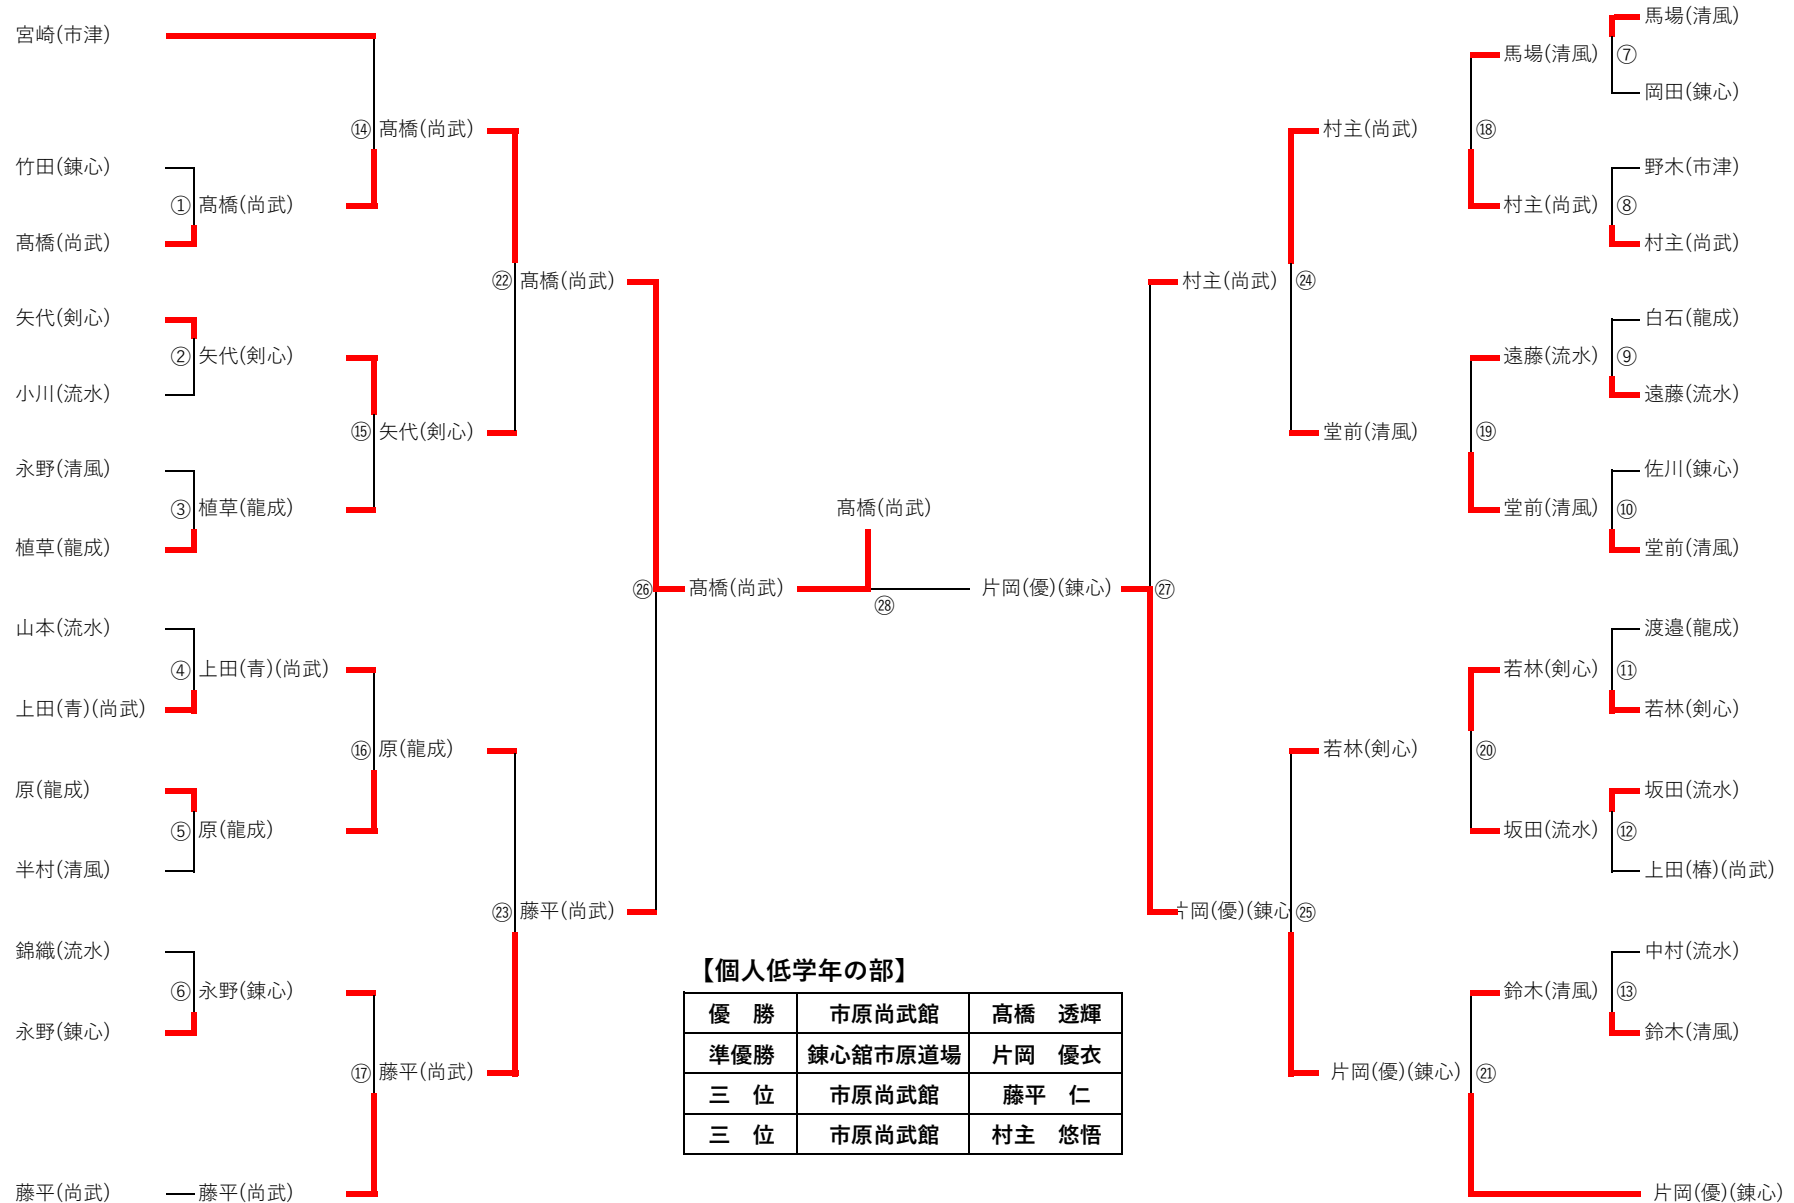 宮崎(市津)
竹田(錬心)
髙橋(尚武)
矢代(剣心)
小川(流水)
永野(清風)
植草(龍成)
山本(流水)
上田(青)(尚武)
原(龍成)
半村(清風)
錦織(流水)
永野(錬心)
藤平(尚武)
① 髙橋(尚武)
② 矢代(剣心)
③ 植草(龍成)
④ 上田(青)(尚武)
⑤ 原(龍成)
⑥ 永野(錬心)
藤平(尚武)
⑭ 髙橋(尚武)
⑮ 矢代(剣心)
⑯ 原(龍成)
⑰ 藤平(尚武)
㉒ 髙橋(尚武)
㉓ 藤平(尚武)
㉖ 髙橋(尚武)
髙橋(尚武)
㉘
片岡(優)(錬心) ㉗
村主(尚武) ㉔
片岡(優)(錬心 ㉕
村主(尚武)
堂前(清風)
若林(剣心)
片岡(優)(錬心) ㉑
馬場(清風) ⑦
⑱
村主(尚武) ⑧
遠藤(流水) ⑨
⑲
堂前(清風) ⑩
若林(剣心) ⑪
⑳
坂田(流水) ⑫
鈴木(清風) ⑬
馬場(清風)
岡田(錬心)
野木(市津)
村主(尚武)
白石(龍成)
遠藤(流水)
佐川(錬心)
堂前(清風)
渡邉(龍成)
若林(剣心)
坂田(流水)
上田(椿)(尚武)
中村(流水)
鈴木(清風)
片岡(優)(錬心)
【個人低学年の部】
優　勝 市原尚武館 髙橋　透輝
準優勝 錬心舘市原道場 片岡　優衣
三　位 市原尚武館 藤平　仁
三　位 市原尚武館 村主　悠悟